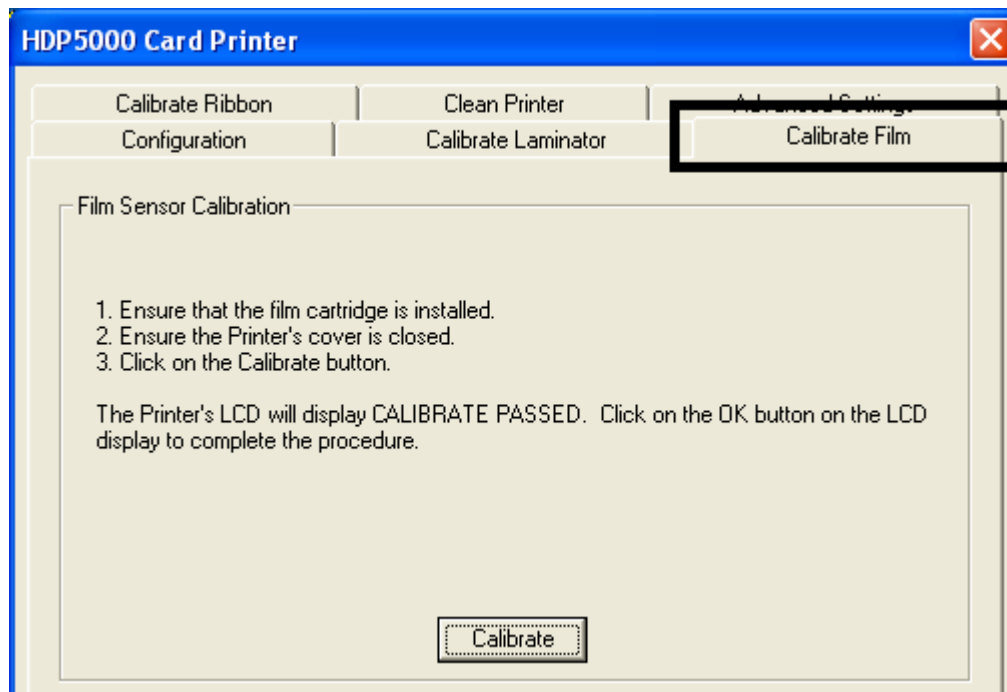 HDP5000 Card Printer
Calibrate Ribbon
Clean Printer
Advanced Settings
Configuration
Calibrate Laminator
Calibrate Film
Film Sensor Calibration
1. Ensure that the film cartridge is installed.
2. Ensure the Printer's cover is closed.
3. Click on the Calibrate button.
The Printer's LCD will display CALIBRATE PASSED. Click on the OK button on the LCD
display to complete the procedure.
Calibrate